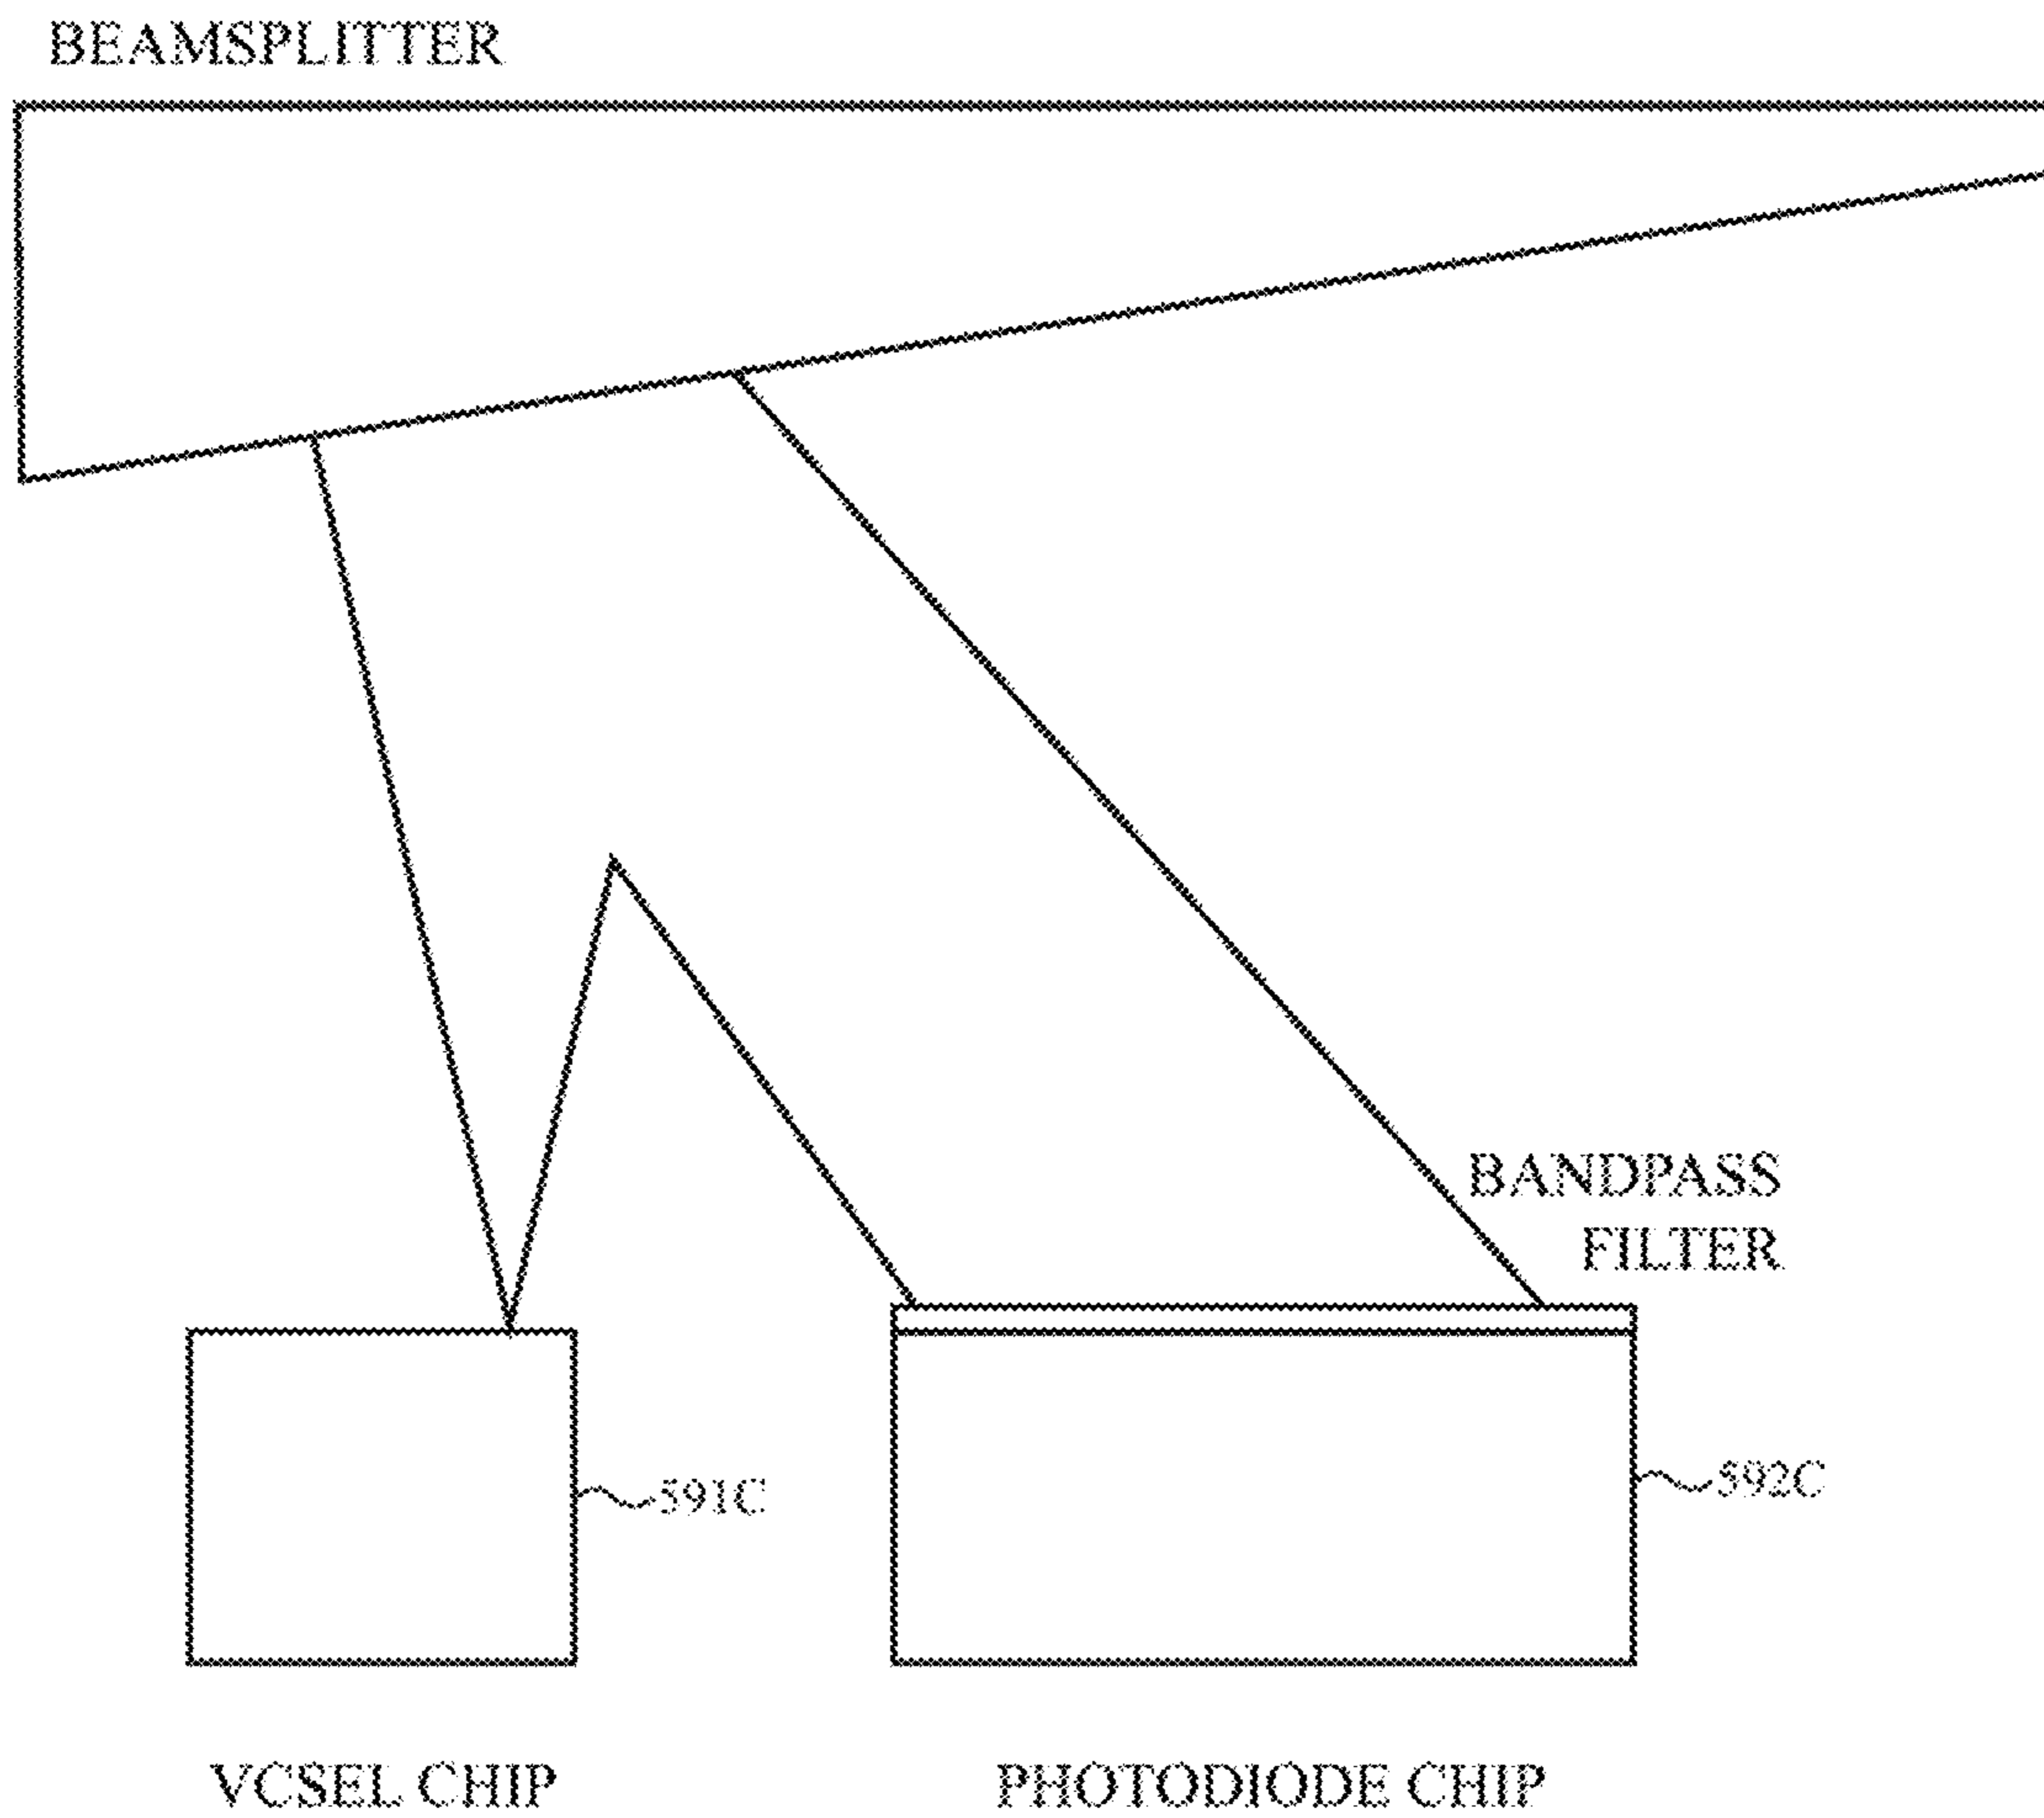 BEAMSPLITTER
BANDPASS
FILTER
591C
592C
VCSEL CHIP
PHOTODIODE CHIP